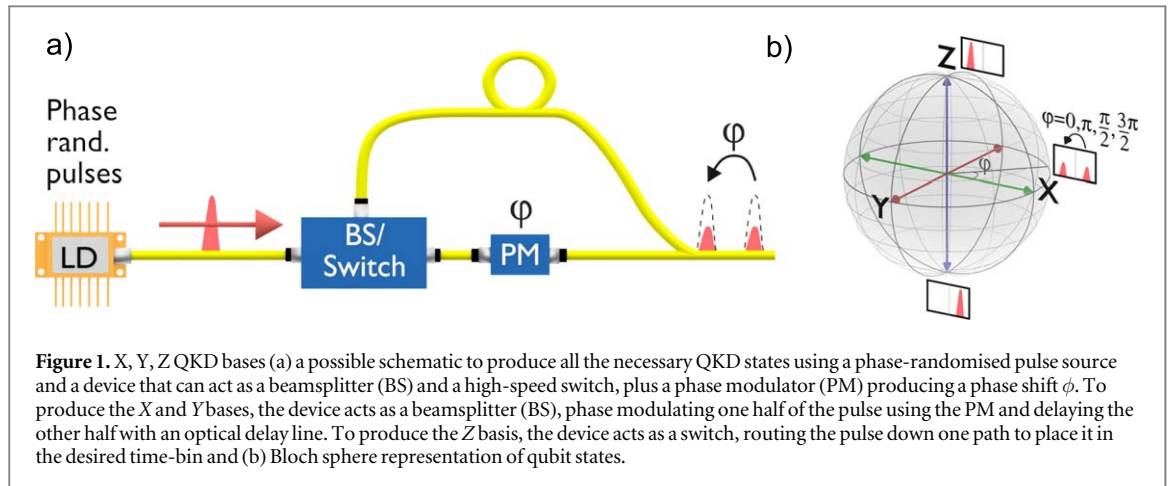 a)
Phase
rand.
pulses
LD
BS/
Switch
φ
PM
φ
b)
Z
φ=0,π,π/2,3π/2
φ
X
Y
Figure 1. X, Y, Z QKD bases (a) a possible schematic to produce all the necessary QKD states using a phase-randomised pulse source
and a device that can act as a beamsplitter (BS) and a high-speed switch, plus a phase modulator (PM) producing a phase shift ϕ. To
produce the X and Y bases, the device acts as a beamsplitter (BS), phase modulating one half of the pulse using the PM and delaying the
other half with an optical delay line. To produce the Z basis, the device acts as a switch, routing the pulse down one path to place it in
the desired time-bin and (b) Bloch sphere representation of qubit states.